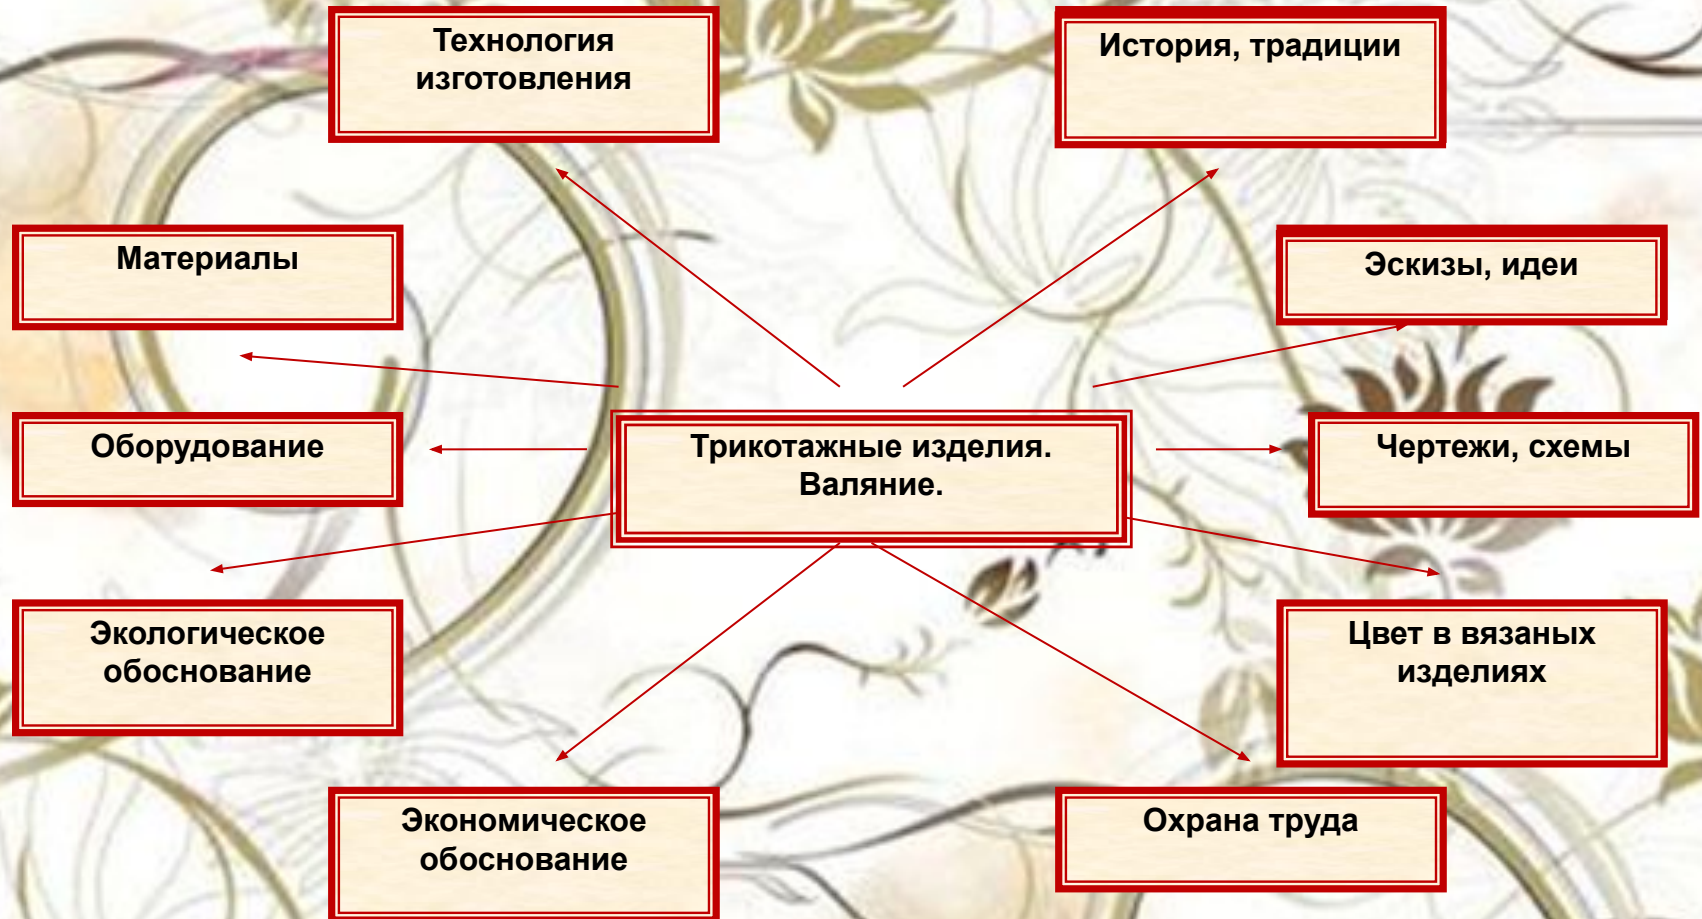 Технология
изготовления
История, традиции
Материалы
Эскизы, идеи
Оборудование
Трикотажные изделия.
Валяние.
Чертежи, схемы
Экологическое
обоснование
Цвет в вязаных
изделиях
Экономическое
обоснование
Охрана труда